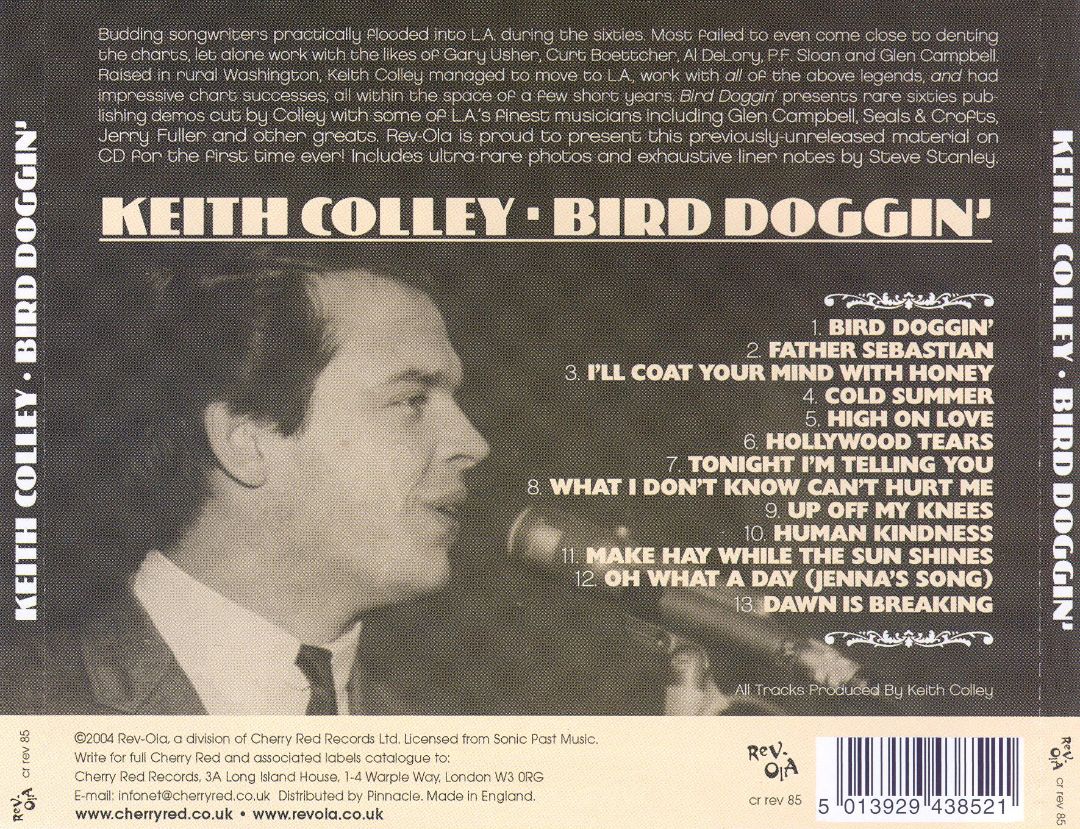 Budding songwriters practically flooded into L.A. during the sixties. Most failed to even come close to denting
the charts, let alone work with the likes of Gary Usher, Curt Boettcher, Al DeLory, P.F. Sloan and Glen Campbell.
Raised in rural Washington, Keith Colley managed to move to L.A., work with all of the above legends, and had
impressive chart successes, all within the space of a few short years. Bird Doggin' presents rare sixties pub-
lishing demos cut by Colley with some of L.A.'s finest musicians including Glen Campbell, Seals & Crofts,
Jerry Fuller and other greats. Rev-Ola is proud to present this previously-unreleased material on
CD for the first time ever! Includes ultra-rare photos and exhaustive liner notes by Steve Stanley.
KEITH COLLEY · BIRD DOGGIN'
1. BIRD DOGGIN'
2. FATHER SEBASTIAN
3. I'LL COAT YOUR MIND WITH HONEY
4. COLD SUMMER
5. HIGH ON LOVE
6. HOLLYWOOD TEARS
7. TONIGHT I'M TELLING YOU
8. WHAT I DON'T KNOW CAN'T HURT ME
9. UP OFF MY KNEES
10. HUMAN KINDNESS
11. MAKE HAY WHILE THE SUN SHINES
12. OH WHAT A DAY (JENNA'S SONG)
13. DAWN IS BREAKING
All Tracks Produced By Keith Colley
©2004 Rev-Ola, a division of Cherry Red Records Ltd. Licensed from Sonic Past Music.
Write for full Cherry Red and associated labels catalogue to:
Cherry Red Records, 3A Long Island House, 1-4 Warple Way, London W3 0RG
E-mail: infonet@cherryred.co.uk Distributed by Pinnacle. Made in England.
www.cherryred.co.uk • www.revola.co.uk
ReV-
OlA
cr rev 85
5 013929 438521
KEITH COLLEY · BIRD DOGGIN'
ReV-
OlA
cr rev 85
KEITH COLLEY · BIRD DOGGIN'
ReV-
OlA
cr rev 85